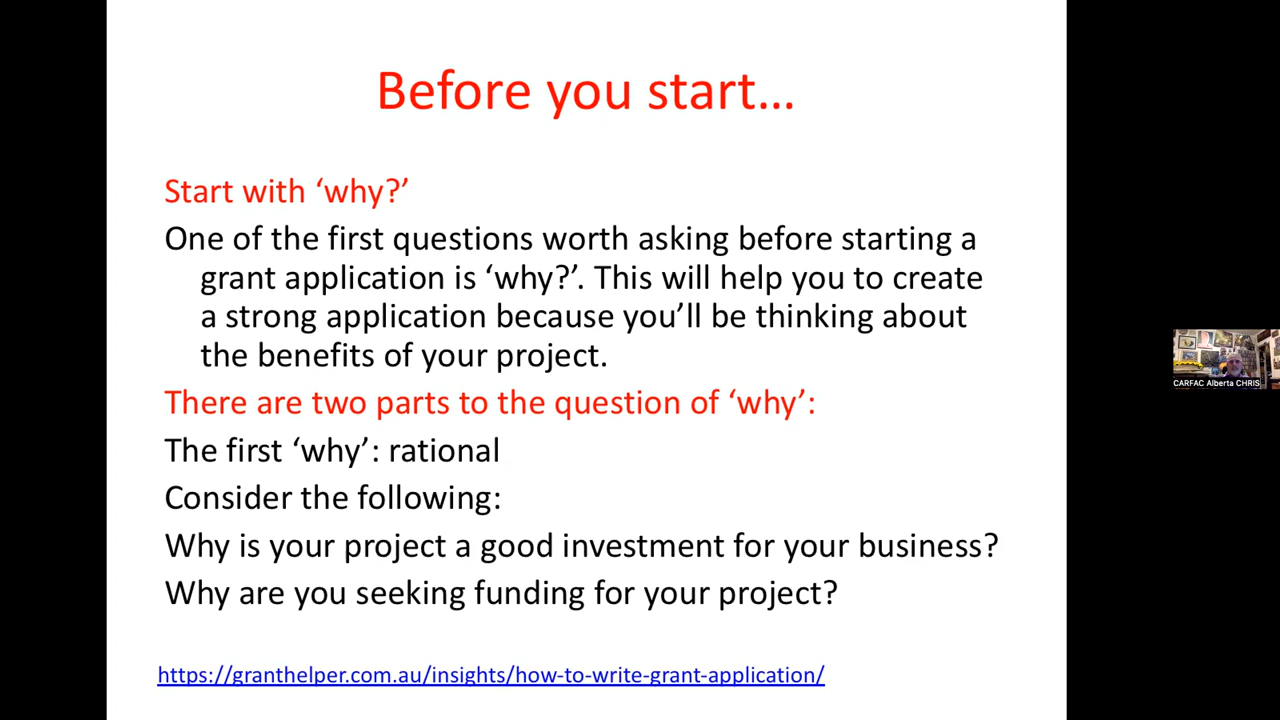 Before you start...
Start with ‘why?’
One of the first questions worth asking before starting a
grant application is ‘why?’. This will help you to create
a strong application because you’ll be thinking about
the benefits of your project.
There are two parts to the question of ‘why’:
The first ‘why’: rational
Consider the following:
Why is your project a good investment for your business?
Why are you seeking funding for your project?
https://granthelper.com.au/insights/how-to-write-grant-application/
CARFAC Alberta CHRIS